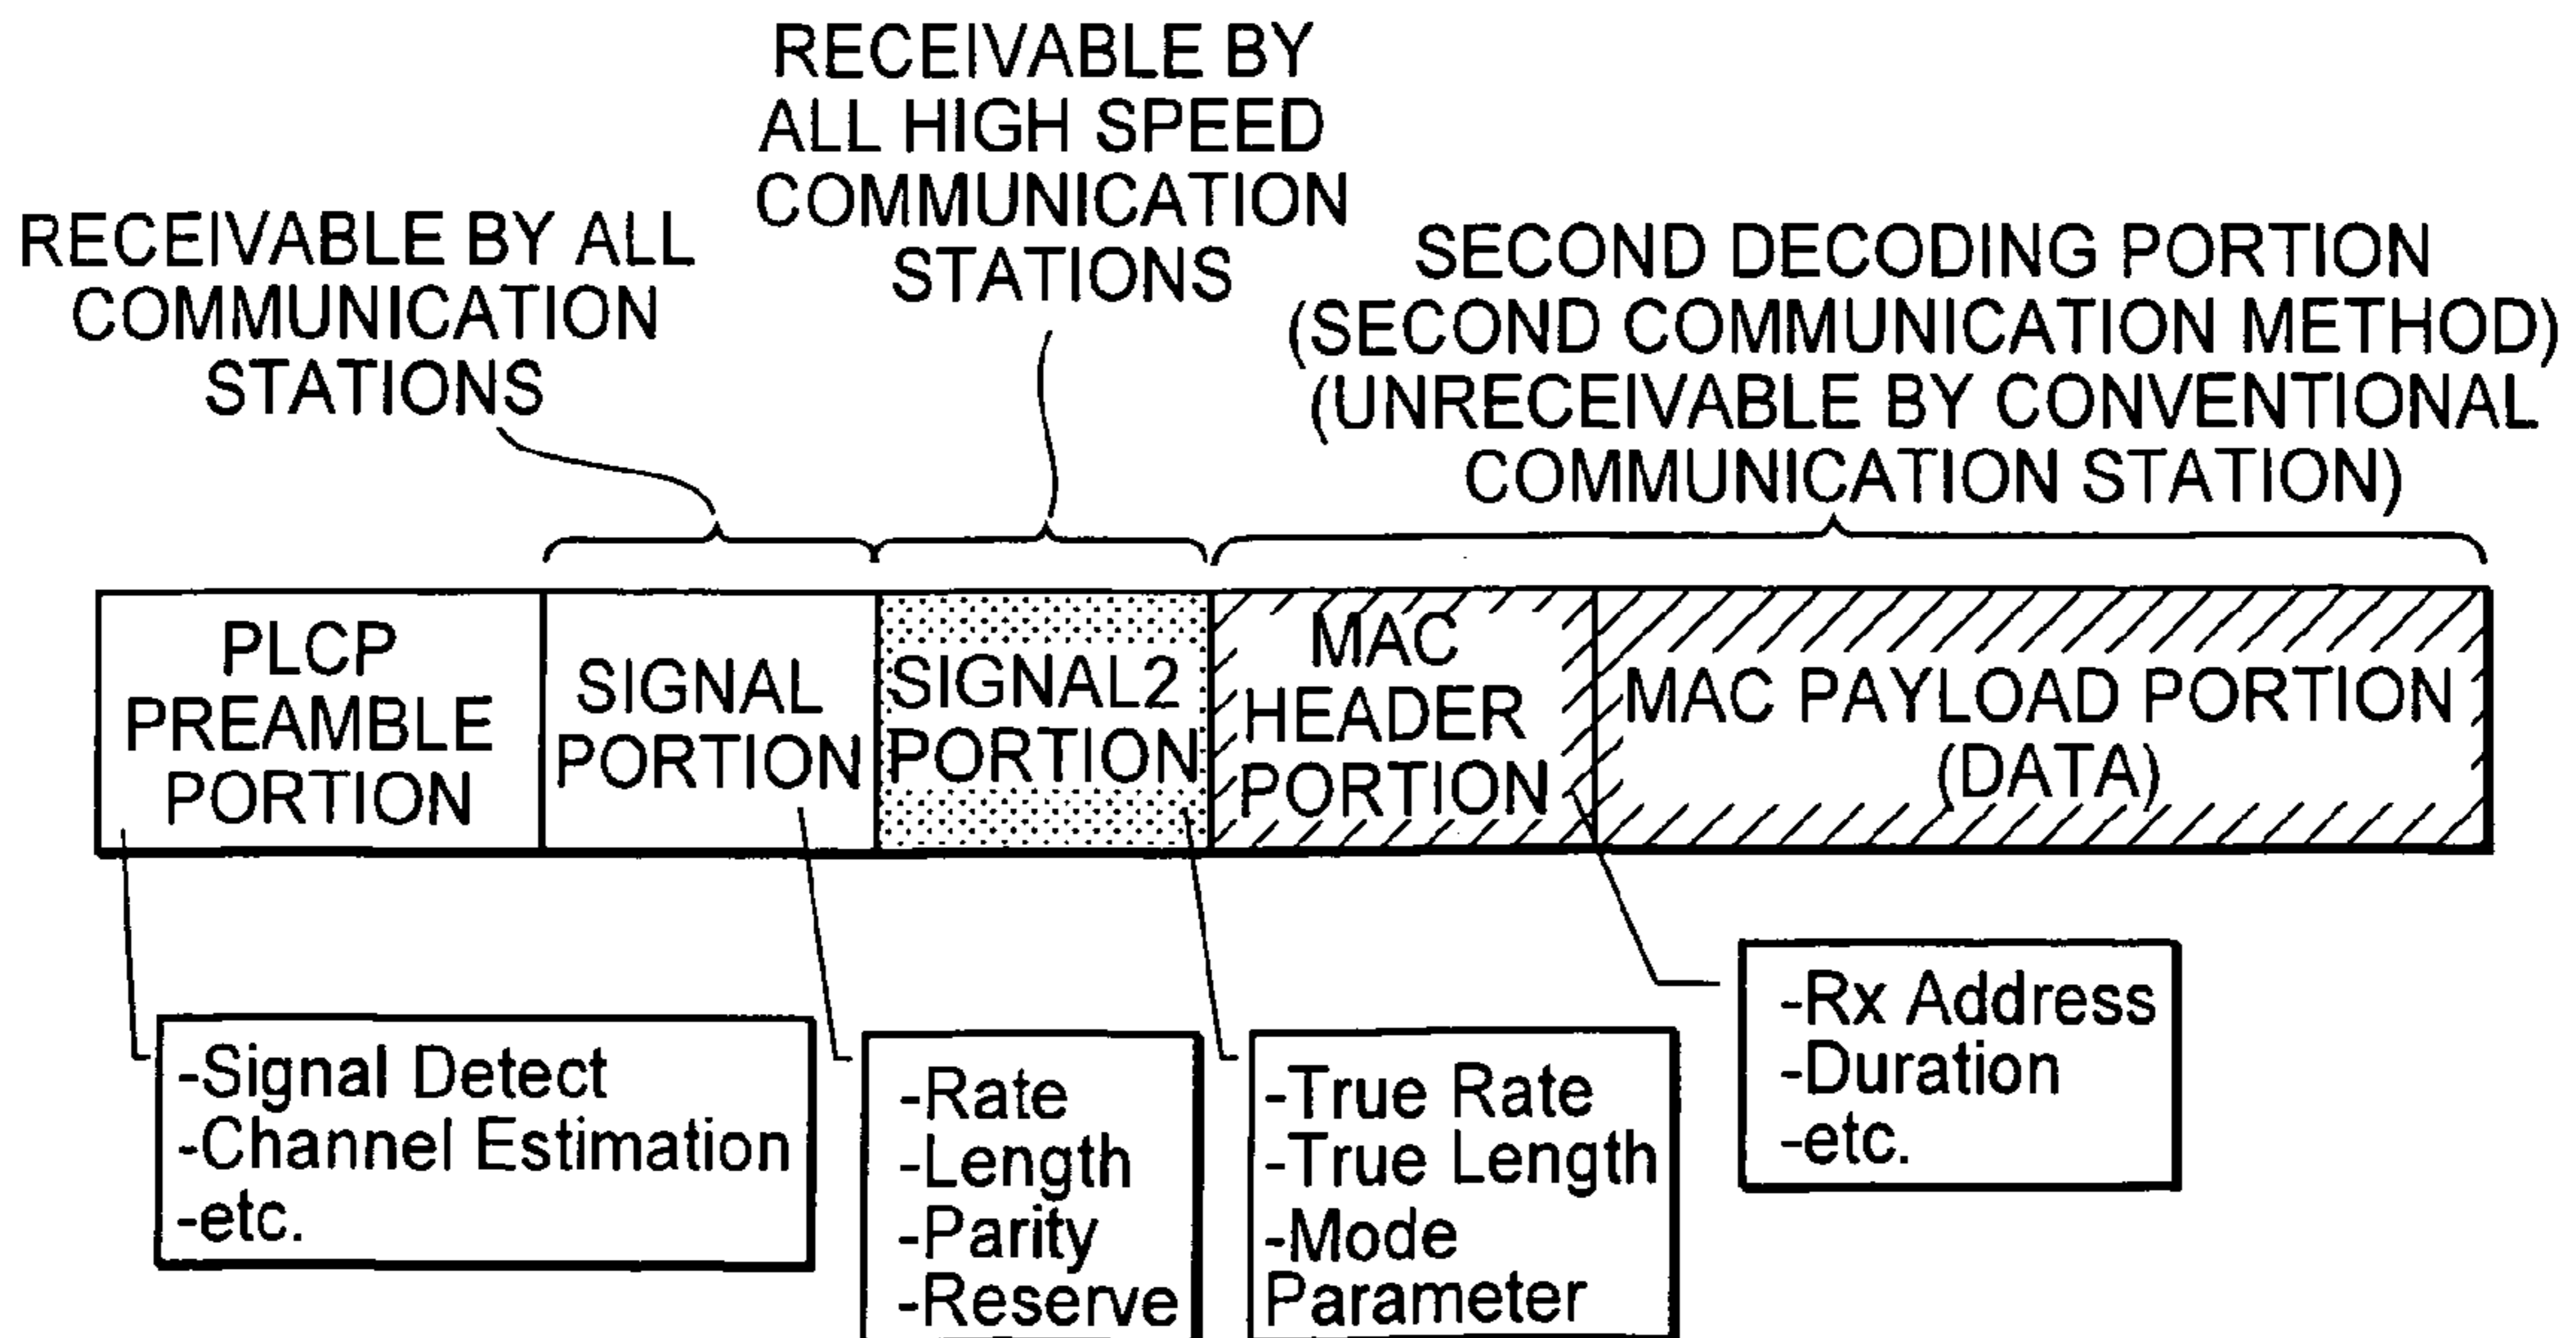 RECEIVABLE BY ALL
COMMUNICATION
STATIONS
RECEIVABLE BY
ALL HIGH SPEED
COMMUNICATION
STATIONS
SECOND DECODING PORTION
(SECOND COMMUNICATION METHOD)
(UNRECEIVABLE BY CONVENTIONAL
COMMUNICATION STATION)
PLCP
PREAMBLE
PORTION
SIGNAL
PORTION
SIGNAL2
PORTION
MAC
HEADER
PORTION
MAC PAYLOAD PORTION
(DATA)
-Signal Detect
-Channel Estimation
-etc.
-Rate
-Length
-Parity
-Reserve
-True Rate
-True Length
-Mode
Parameter
-Rx Address
-Duration
-etc.